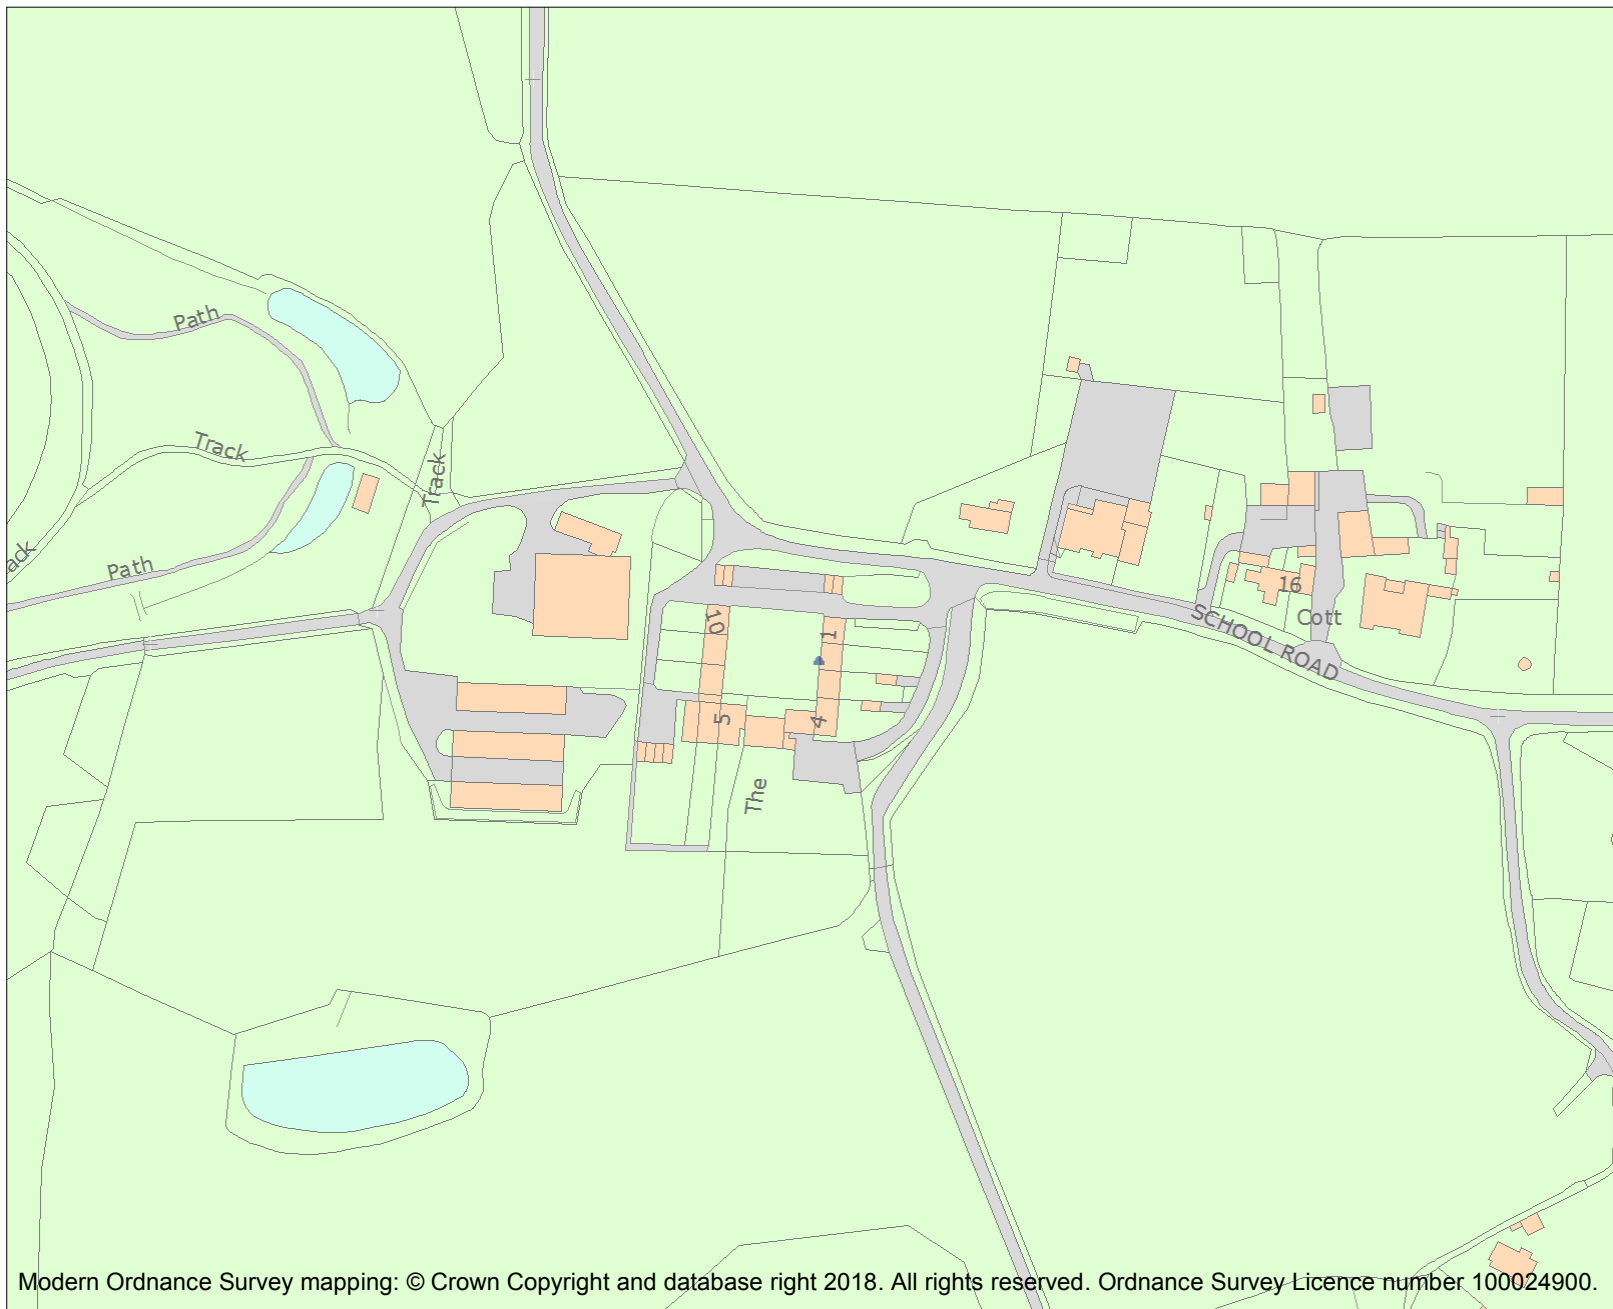 Path
Track
Track
ack
Path
10
1
16
Cott
SCHOOL ROAD
5
4
The
Modern Ordnance Survey mapping: © Crown Copyright and database right 2018. All rights reserved. Ordnance Survey Licence number 100024900.